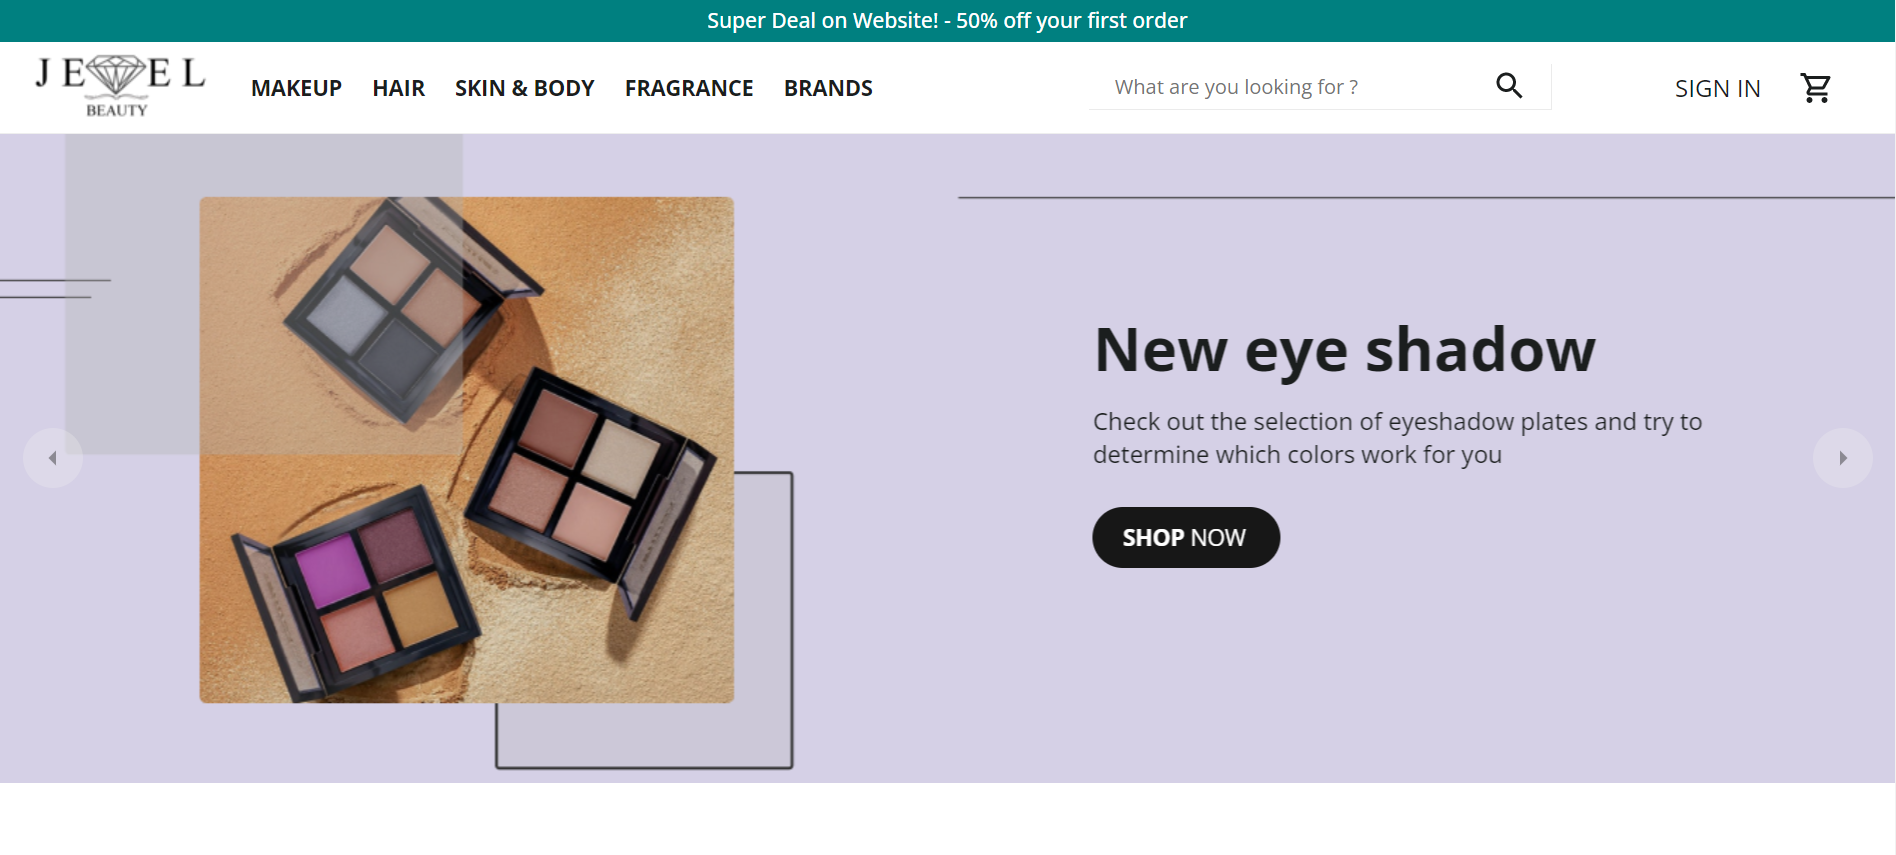 Super Deal on Website! - 50% off your first order
JEWEL
BEAUTY
MAKEUP HAIR SKIN & BODY FRAGRANCE BRANDS
What are you looking for ?
SIGN IN
New eye shadow
Check out the selection of eyeshadow plates and try to
determine which colors work for you
SHOP NOW